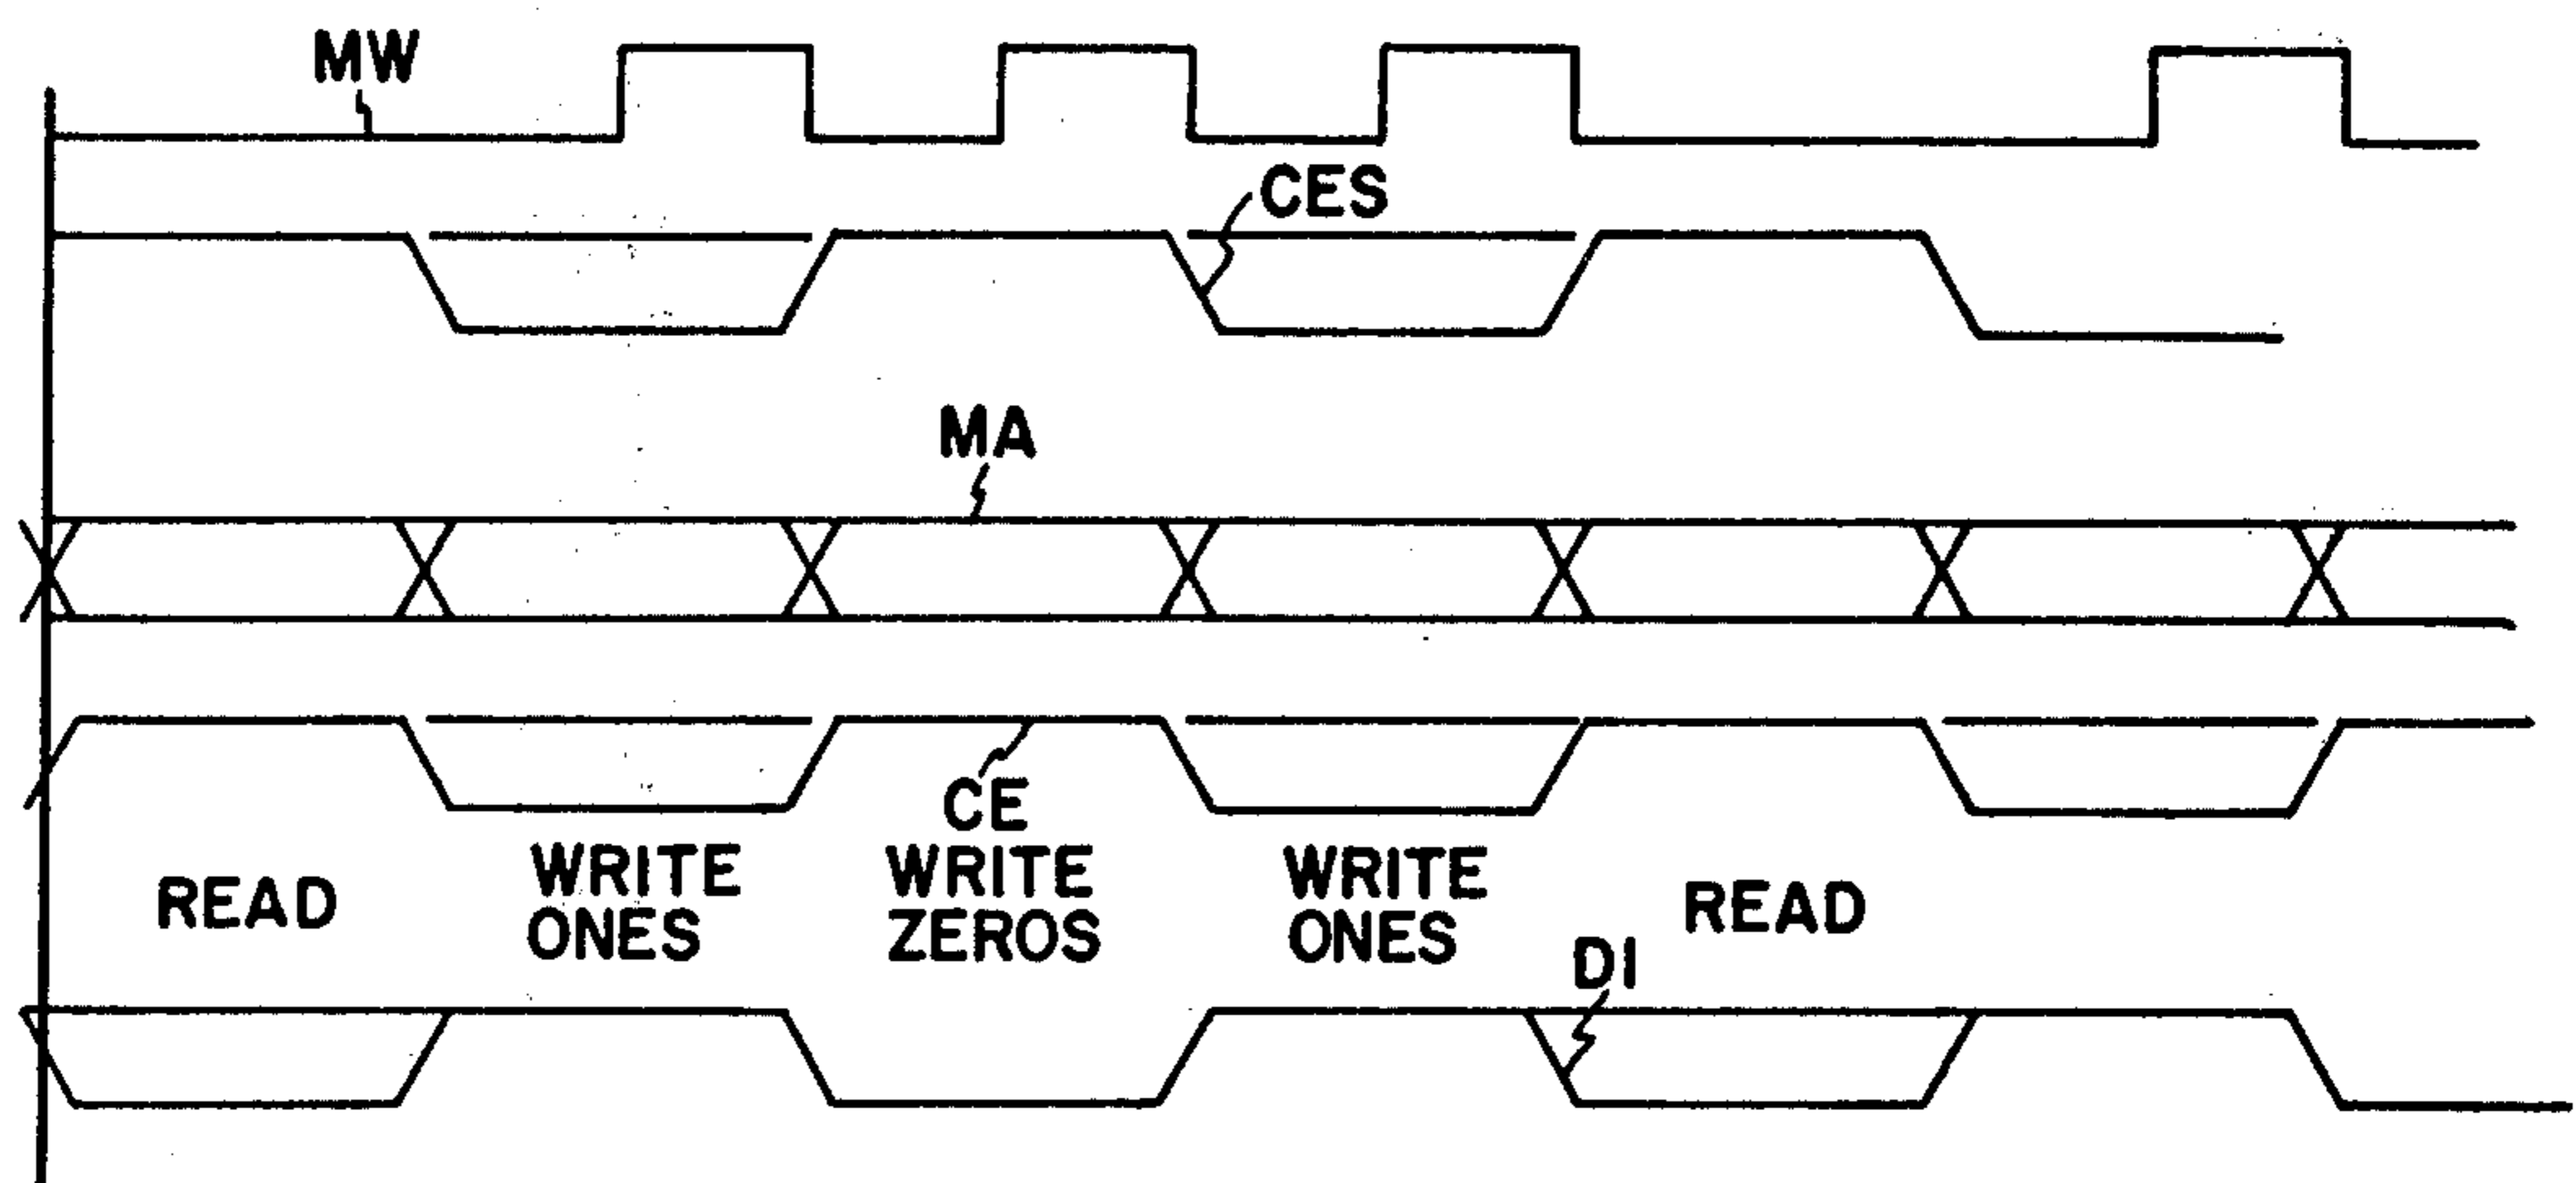 MW
CES
MA
CE
READ
WRITE
ONES
WRITE
ZEROS
WRITE
ONES
READ
DI